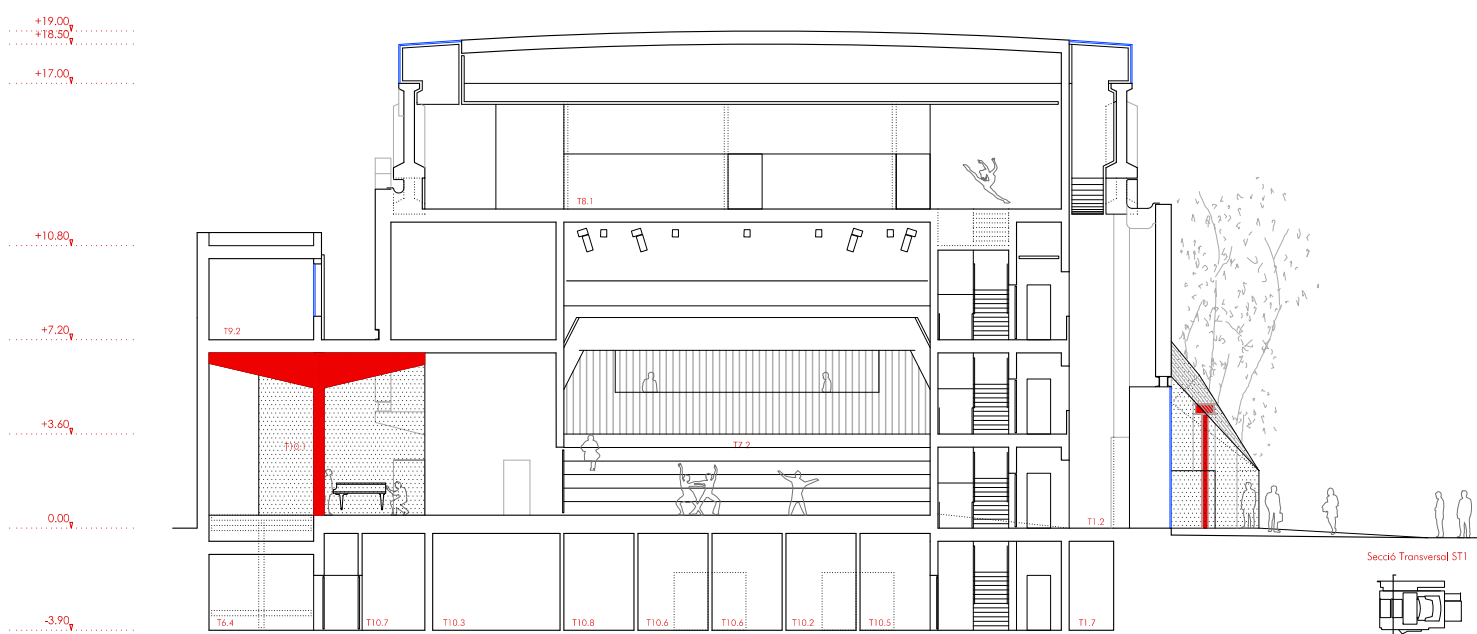 +19.00
+18.50
+17.00
T8.1
+10.80
T9.2
+7.20
+3.60
T10.1
T7.2
0.00
T1.2
Secció Transversal ST1
-3.90
T6.4
T10.7
T10.3
T10.8
T10.6
T10.6
T10.2
T10.5
T1.7